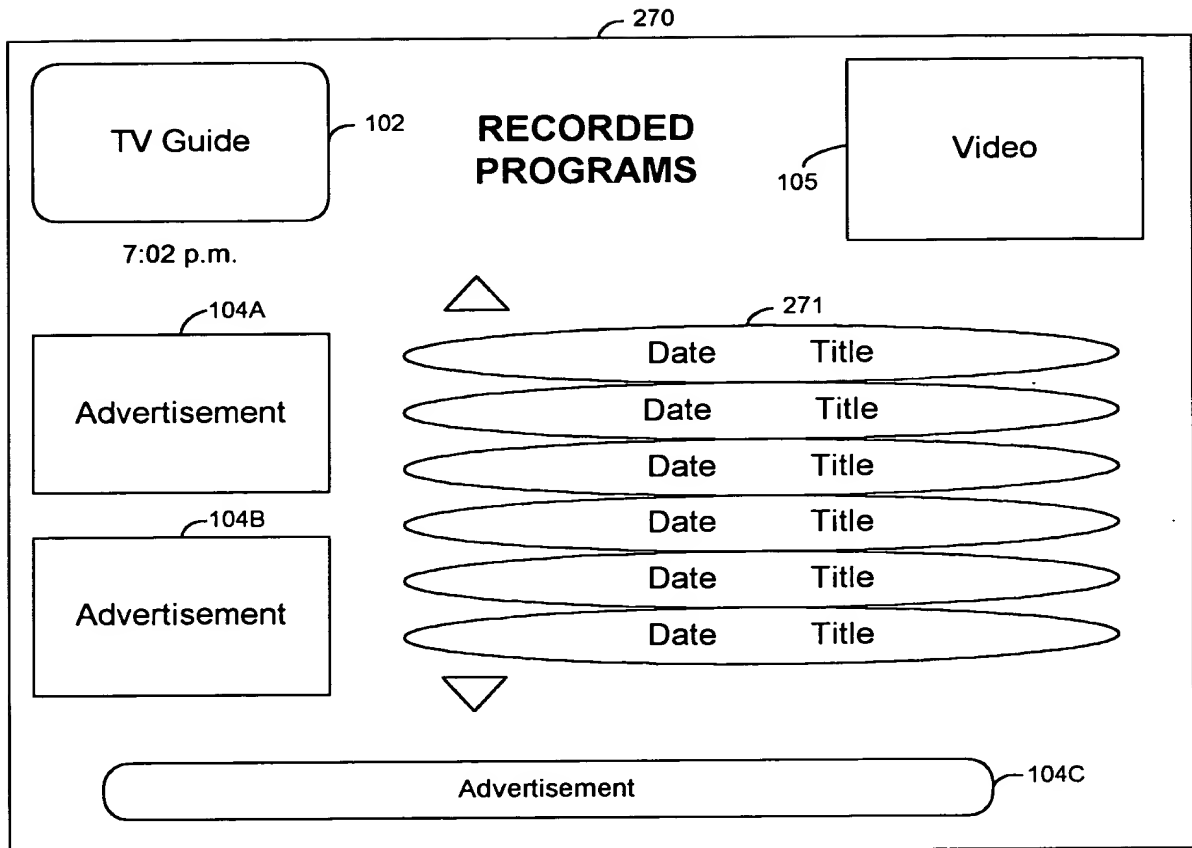 270
TV Guide
102
RECORDED
PROGRAMS
Video
105
7:02 p.m.
104A
Advertisement
104B
Advertisement
271
Date Title
Date Title
Date Title
Date Title
Date Title
Date Title
Advertisement
104C